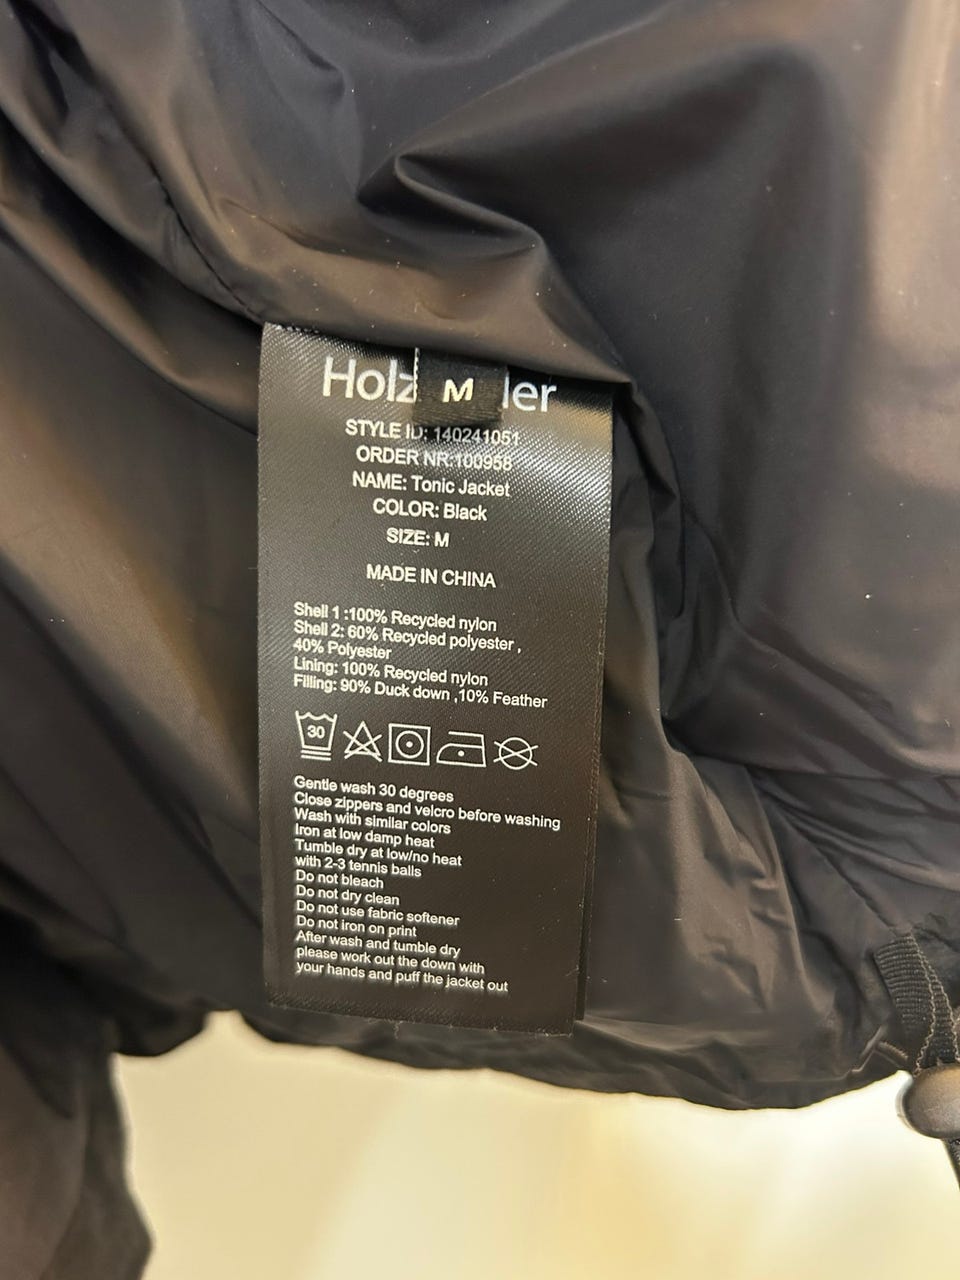 Holz M ler
STYLE ID: 140241051
ORDER NR:100958
NAME: Tonic Jacket
COLOR: Black
SIZE: M
MADE IN CHINA
Shell 1 :100% Recycled nylon
Shell 2: 60% Recycled polyester ,
40% Polyester
Lining: 100% Recycled nylon
Filling: 90% Duck down ,10% Feather
30
Gentle wash 30 degrees
Close zippers and velcro before washing
Wash with similar colors
Iron at low damp heat
Tumble dry at low/no heat
with 2-3 tennis balls
Do not bleach
Do not dry clean
Do not use fabric softener
Do not iron on print
After wash and tumble dry
please work out the down with
your hands and puff the jacket out